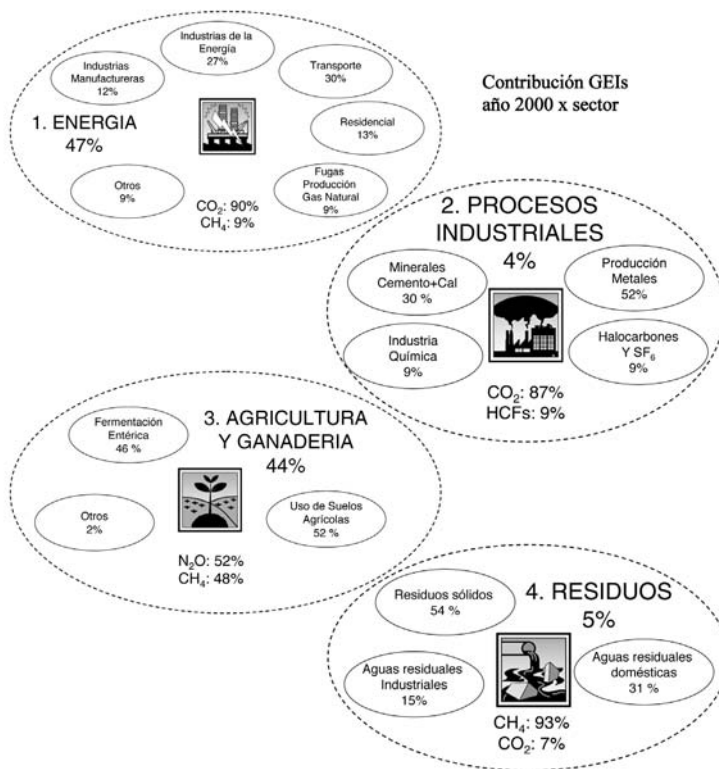 Contribución GEIs
año 2000 x sector
1. ENERGIA
47%
Industrias
Manufactureras
12%
Industrias de la
Energía
27%
Transporte
30%
Residencial
13%
Otros
9%
Fugas
Producción
Gas Natural
9%
CO₂: 90%
CH₄: 9%
2. PROCESOS
INDUSTRIALES
4%
Minerales
Cemento+Cal
30 %
Producción
Metales
52%
Industria
Química
9%
Halocarbones
Y SF₆
9%
CO₂: 87%
HCFs: 9%
3. AGRICULTURA
Y GANADERIA
44%
Fermentación
Entérica
46 %
Otros
2%
Uso de Suelos
Agrícolas
52 %
N₂O: 52%
CH₄: 48%
4. RESIDUOS
5%
Residuos sólidos
54 %
Aguas residuales
Industriales
15%
Aguas residuales
domésticas
31 %
CH₄: 93%
CO₂: 7%